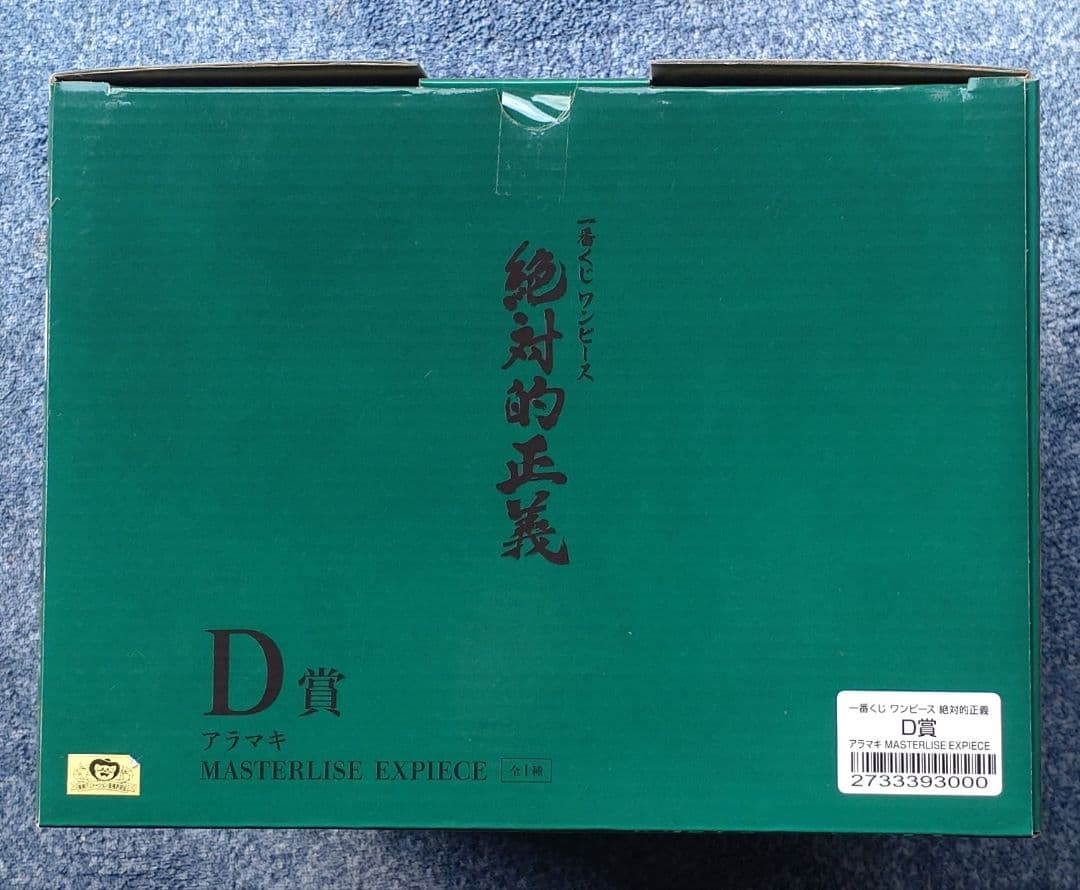 一番くじ ワンピース
絶対的正義
D賞
アラマキ
MASTERLISE EXPIECE 全1種
一番くじ ワンピース 絶対的正義
D賞
アラマキ MASTERLISE EXPIECE
2733393000